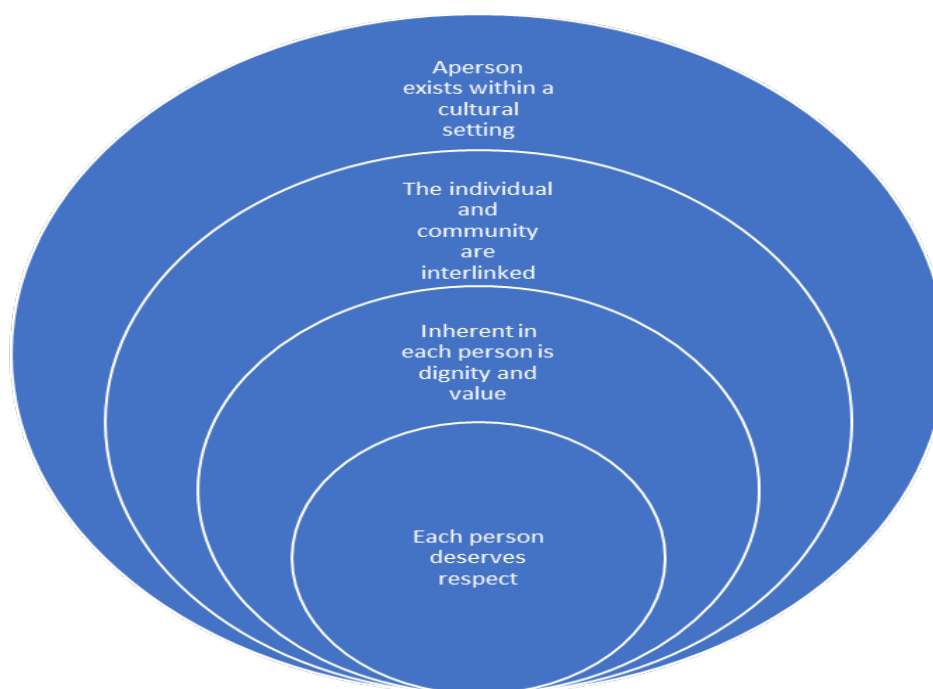 Aperson
exists within a
cultural
setting
The individual
and
community
are
interlinked
Inherent in
each person is
dignity and
value
Each person
deserves
respect